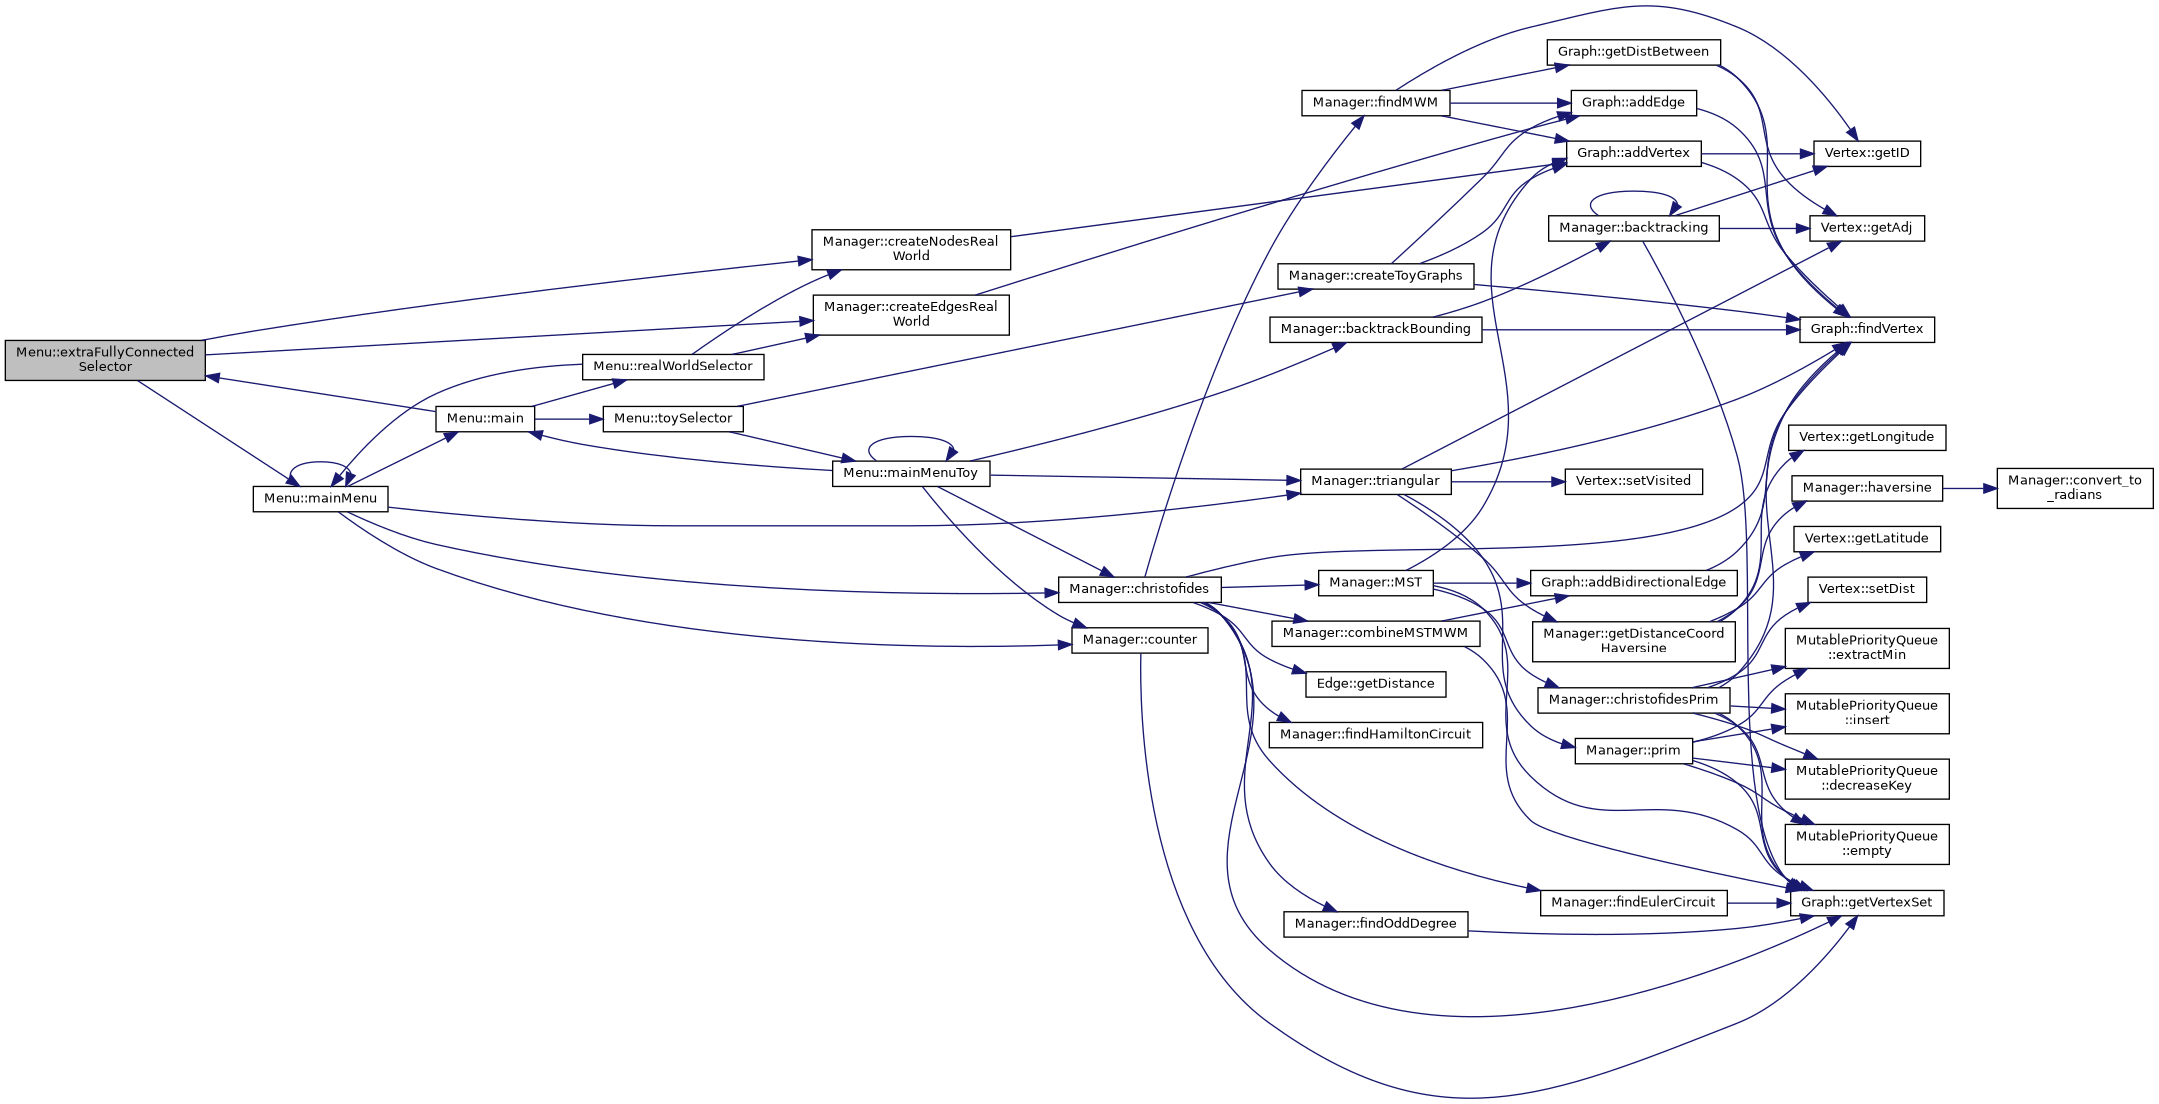 Menu::extraFullyConnected
Selector
Menu::mainMenu
Menu::main
Menu::realWorldSelector
Menu::toySelector
Manager::createNodesReal
World
Manager::createEdgesReal
World
Menu::mainMenuToy
Manager::christofides
Manager::counter
Manager::findMWM
Manager::createToyGraphs
Manager::backtrackBounding
Manager::triangular
Manager::MST
Manager::combineMSTMWM
Edge::getDistance
Manager::findHamiltonCircuit
Manager::findOddDegree
Graph::getDistBetween
Graph::addEdge
Graph::addVertex
Manager::backtracking
Vertex::setVisited
Graph::addBidirectionalEdge
Manager::getDistanceCoord
Haversine
Manager::christofidesPrim
Manager::prim
Manager::findEulerCircuit
Vertex::getID
Vertex::getAdj
Graph::findVertex
Vertex::getLongitude
Manager::haversine
Vertex::getLatitude
Vertex::setDist
MutablePriorityQueue
::extractMin
MutablePriorityQueue
::insert
MutablePriorityQueue
::decreaseKey
MutablePriorityQueue
::empty
Graph::getVertexSet
Manager::convert_to
_radians